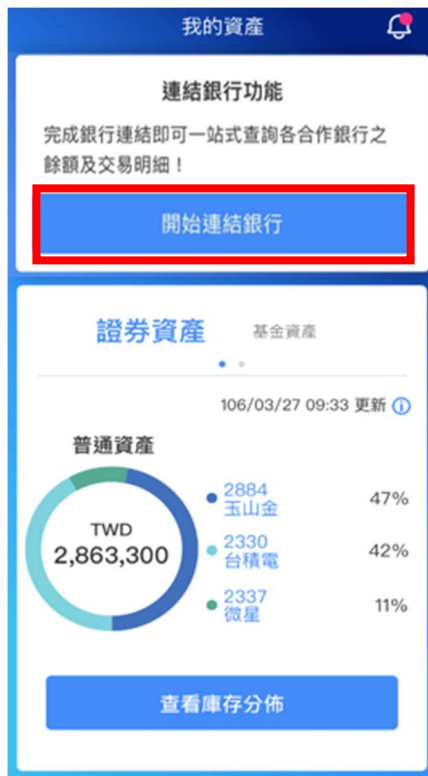 我的資產
連結銀行功能
完成銀行連結即可一站式查詢各合作銀行之
餘額及交易明細！
開始連結銀行
證券資產 基金資產
106/03/27 09:33 更新
普通資產
TWD
2,863,300
2884
玉山金
47%
2330
台積電
42%
2337
微星
11%
查看庫存分佈